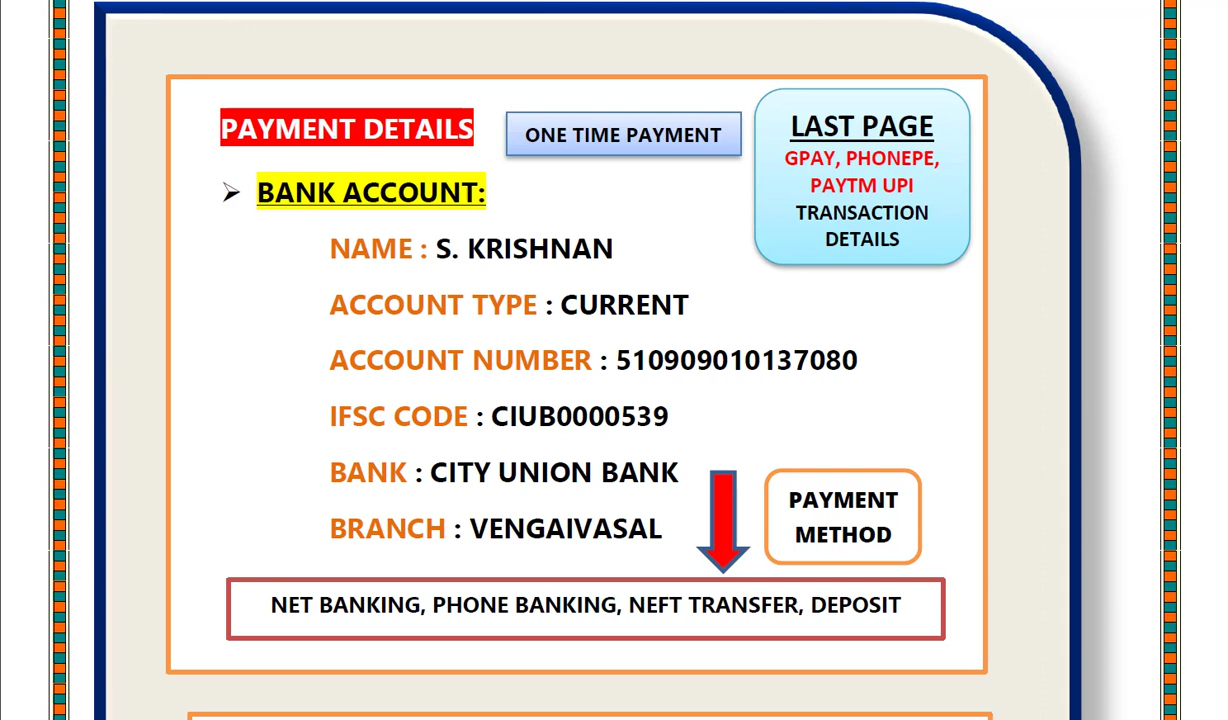 PAYMENT DETAILS
ONE TIME PAYMENT
LAST PAGE
GPAY, PHONEPE,
PAYTM UPI
TRANSACTION
DETAILS
BANK ACCOUNT:
NAME : S. KRISHNAN
ACCOUNT TYPE : CURRENT
ACCOUNT NUMBER : 510909010137080
IFSC CODE : CIUB0000539
BANK : CITY UNION BANK
BRANCH : VENGAIVASAL
PAYMENT
METHOD
NET BANKING, PHONE BANKING, NEFT TRANSFER, DEPOSIT